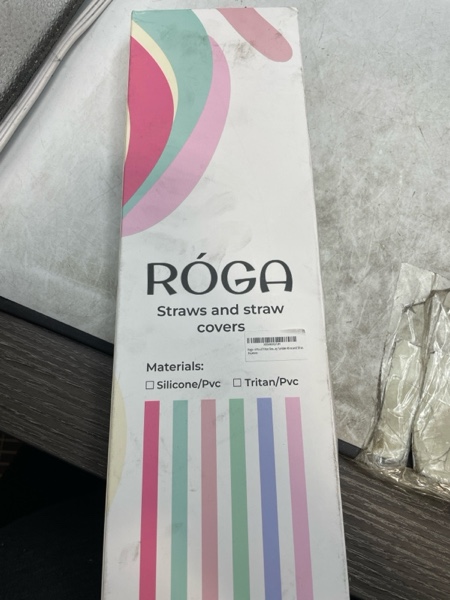 RÓGA
Straws and straw
covers
Materials:
☐ Silicone/Pvc ☐ Tritan/Pvc